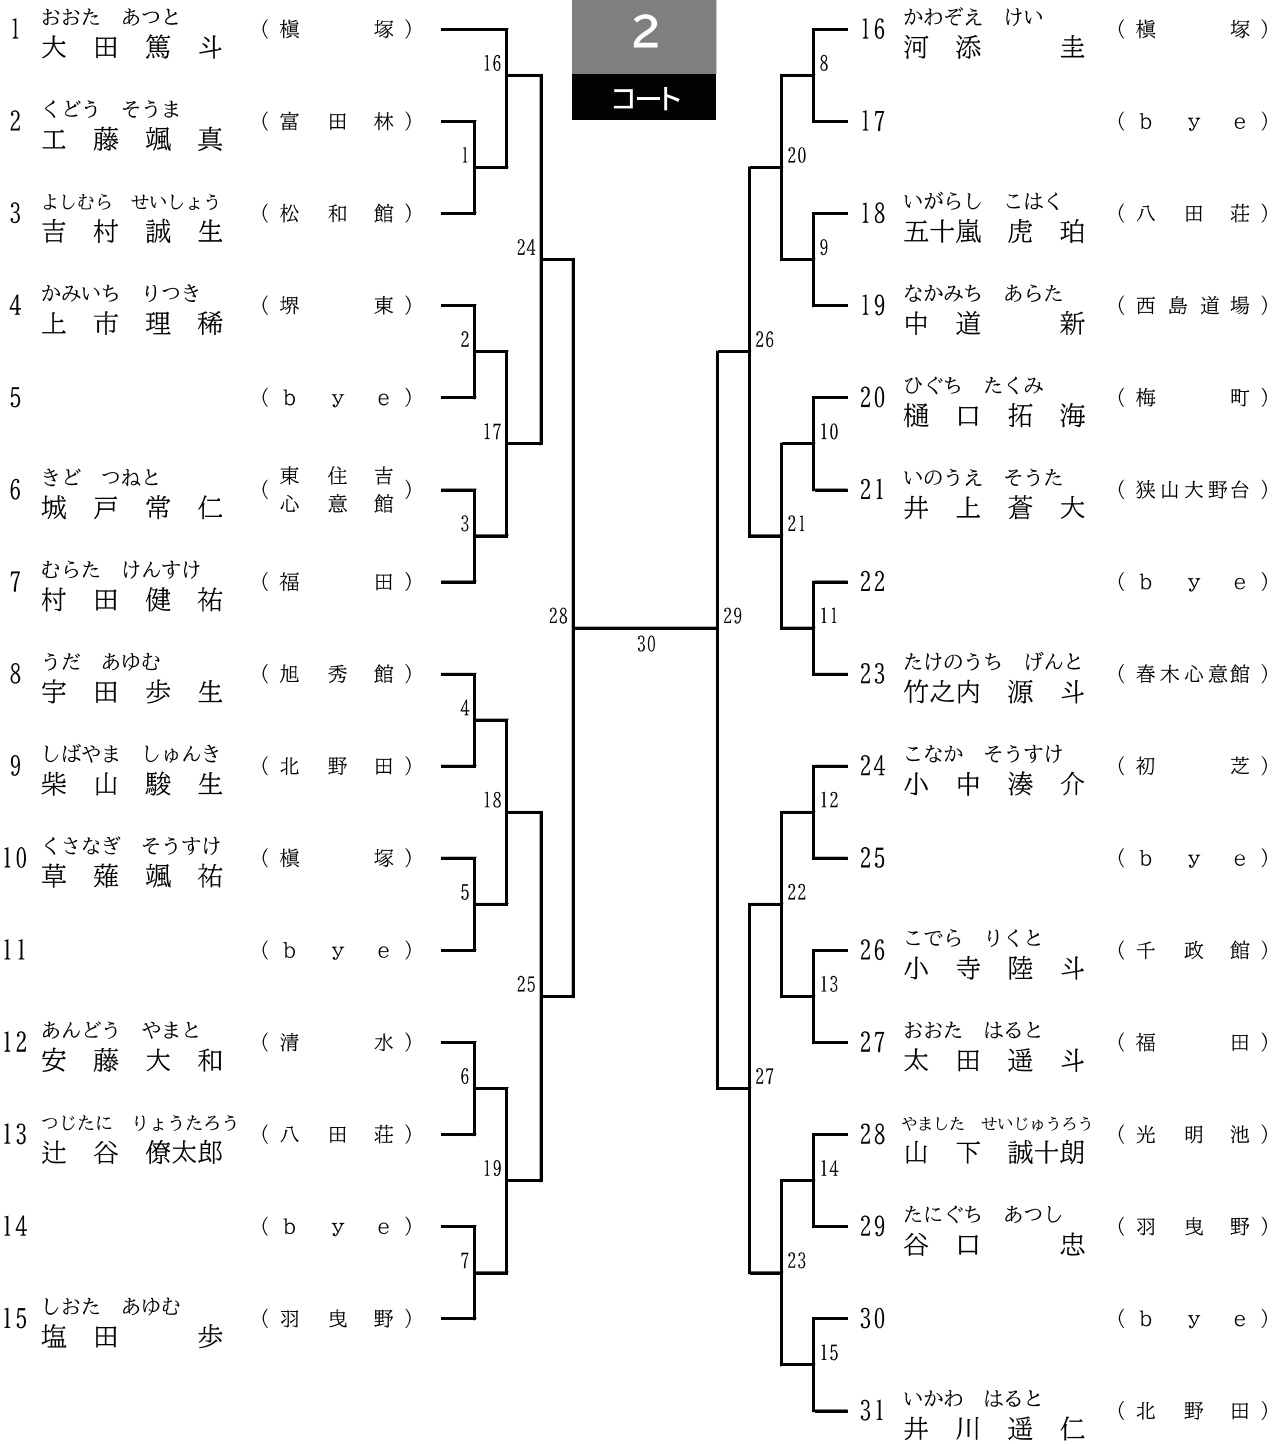 2
コート
おおた あつと
1 大田篤斗 (槇塚)
くどう そうま
2 工藤颯真 (富田林)
よしむら せいしょう
3 吉村誠生 (松和館)
かみいち りつき
4 上市理稀 (堺東)
5 (bye)
きど つねと
6 城戸常仁 (東住吉心意館)
むらた けんすけ
7 村田健祐 (福田)
うだ あゆむ
8 宇田歩生 (旭秀館)
しばやま しゅんき
9 柴山駿生 (北野田)
くさなぎ そうすけ
10 草薙颯祐 (槇塚)
11 (bye)
あんどう やまと
12 安藤大和 (清水)
つじたに りょうたろう
13 辻谷僚太郎 (八田荘)
14 (bye)
しおた あゆむ
15 塩田歩 (羽曳野)
16
1
24
2
17
3
28
4
18
5
25
6
19
7
30
8
20
9
26
10
21
11
29
12
22
13
27
14
23
15
かわぞえ けい
16 河添圭 (槇塚)
17 (bye)
いがらし こはく
18 五十嵐虎珀 (八田荘)
なかみち あらた
19 中道新 (西島道場)
ひぐち たくみ
20 樋口拓海 (梅町)
いのうえ そうた
21 井上蒼大 (狭山大野台)
22 (bye)
たけのうち げんと
23 竹之内源斗 (春木心意館)
こなか そうすけ
24 小中湊介 (初芝)
25 (bye)
こでら りくと
26 小寺陸斗 (千政館)
おおた はると
27 太田遥斗 (福田)
やました せいじゅうろう
28 山下誠十朗 (光明池)
たにぐち あつし
29 谷口忠 (羽曳野)
30 (bye)
いかわ はると
31 井川遥仁 (北野田)